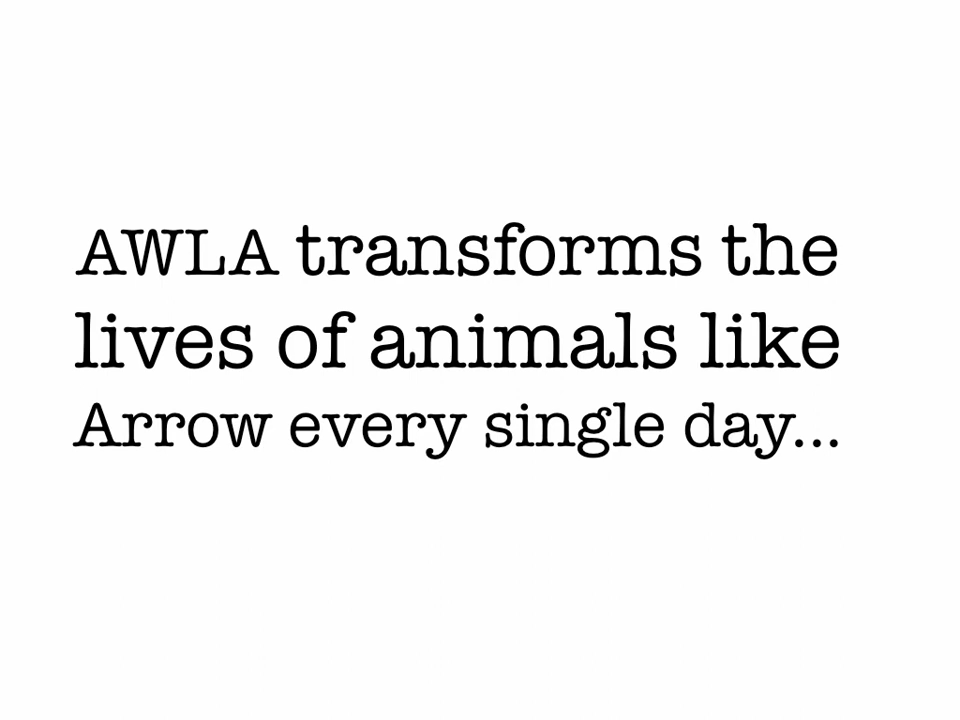 AWLA transforms the
lives of animals like
Arrow every single day...